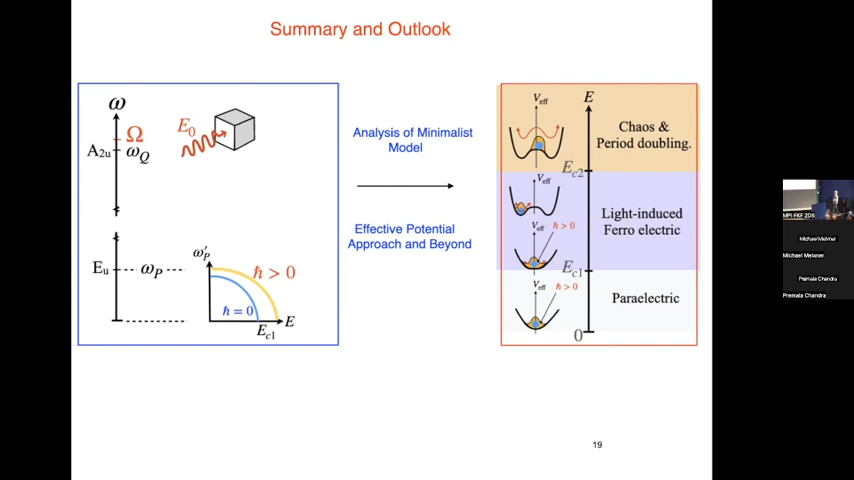 Summary and Outlook
ω
Ω
A2u
ωQ
E0
Eu
ωP
ω′P
ħ > 0
ħ = 0
Ec1
E
Analysis of Minimalist
Model
Effective Potential
Approach and Beyond
Veff
E
Chaos &
Period doubling.
Ec2
Veff
Light-induced
Ferro electric
Veff
ħ > 0
Ec1
Veff
ħ > 0
Paraelectric
0
19
MPI FKF 2D5
Michael Meixner
Michael Meixner
Premala Chandra
Premala Chandra